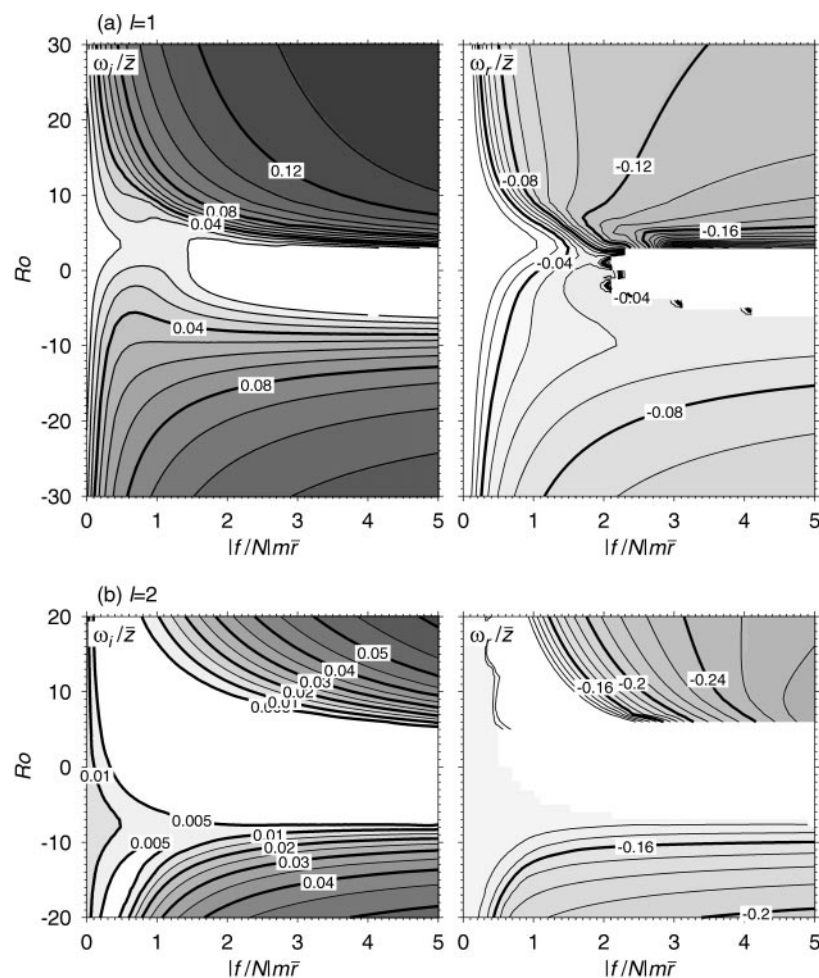 (a) l=1
ω_i/z̄
ω_r/z̄
30
20
10
0
-10
-20
-30
Ro
0.12
0.08
0.04
0.04
0.08
-0.12
-0.08
-0.16
-0.04
-0.04
-0.08
0 1 2 3 4 5
0 1 2 3 4 5
|f/N|mr̄
|f/N|mr̄
(b) l=2
ω_i/z̄
ω_r/z̄
20
10
0
-10
-20
Ro
0.05
0.04
0.03
0.02
0.01
0.01
0.005
0.005
0.01
0.02
0.03
0.04
-0.16
-0.2
-0.24
-0.16
-0.2
0 1 2 3 4 5
0 1 2 3 4 5
|f/N|mr̄
|f/N|mr̄